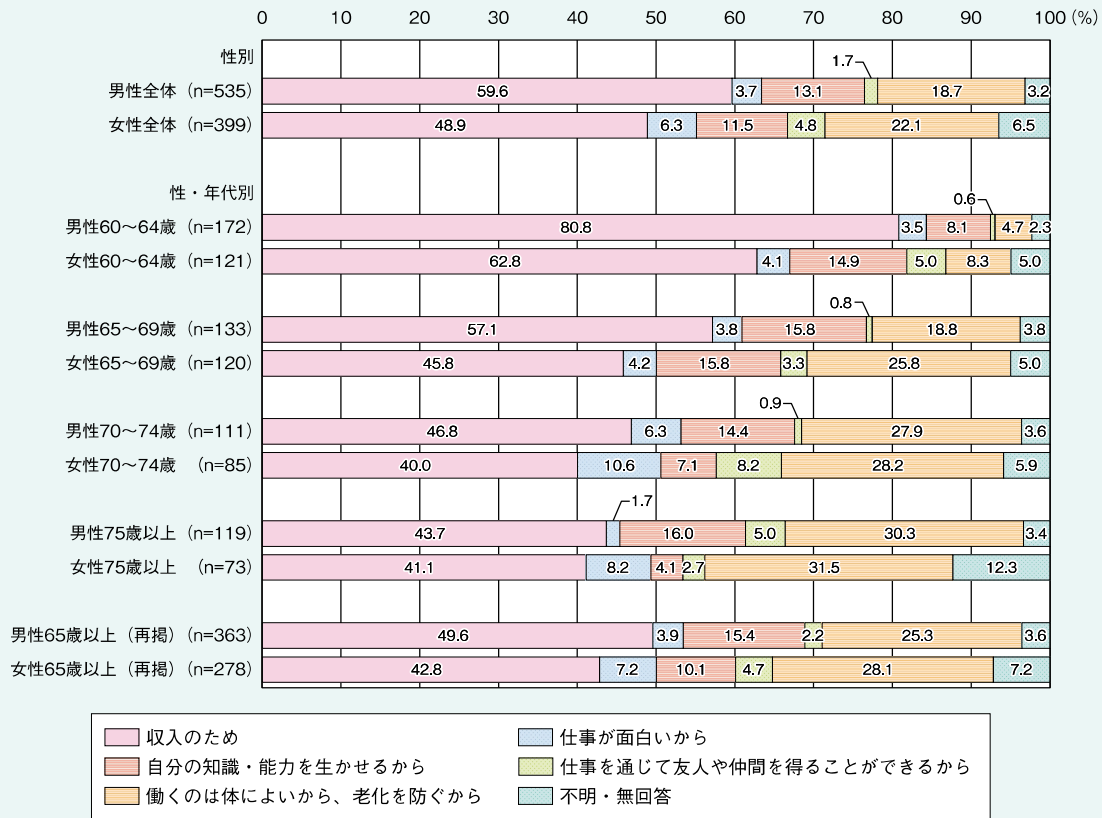 0 10 20 30 40 50 60 70 80 90 100 (%)
性別
1.7
男性全体（n=535） 59.6 3.7 13.1 18.7 3.2
女性全体（n=399） 48.9 6.3 11.5 4.8 22.1 6.5
性・年代別
0.6
男性60～64歳（n=172） 80.8 3.5 8.1 4.7 2.3
女性60～64歳（n=121） 62.8 4.1 14.9 5.0 8.3 5.0
0.8
男性65～69歳（n=133） 57.1 3.8 15.8 18.8 3.8
女性65～69歳（n=120） 45.8 4.2 15.8 3.3 25.8 5.0
0.9
男性70～74歳（n=111） 46.8 6.3 14.4 27.9 3.6
女性70～74歳 （n=85） 40.0 10.6 7.1 8.2 28.2 5.9
1.7
男性75歳以上（n=119） 43.7 16.0 5.0 30.3 3.4
女性75歳以上 （n=73） 41.1 8.2 4.1 2.7 31.5 12.3
男性65歳以上（再掲）（n=363） 49.6 3.9 15.4 2.2 25.3 3.6
女性65歳以上（再掲）（n=278） 42.8 7.2 10.1 4.7 28.1 7.2
収入のため 仕事が面白いから
自分の知識・能力を生かせるから 仕事を通じて友人や仲間を得ることができるから
働くのは体によいから、老化を防ぐから 不明・無回答